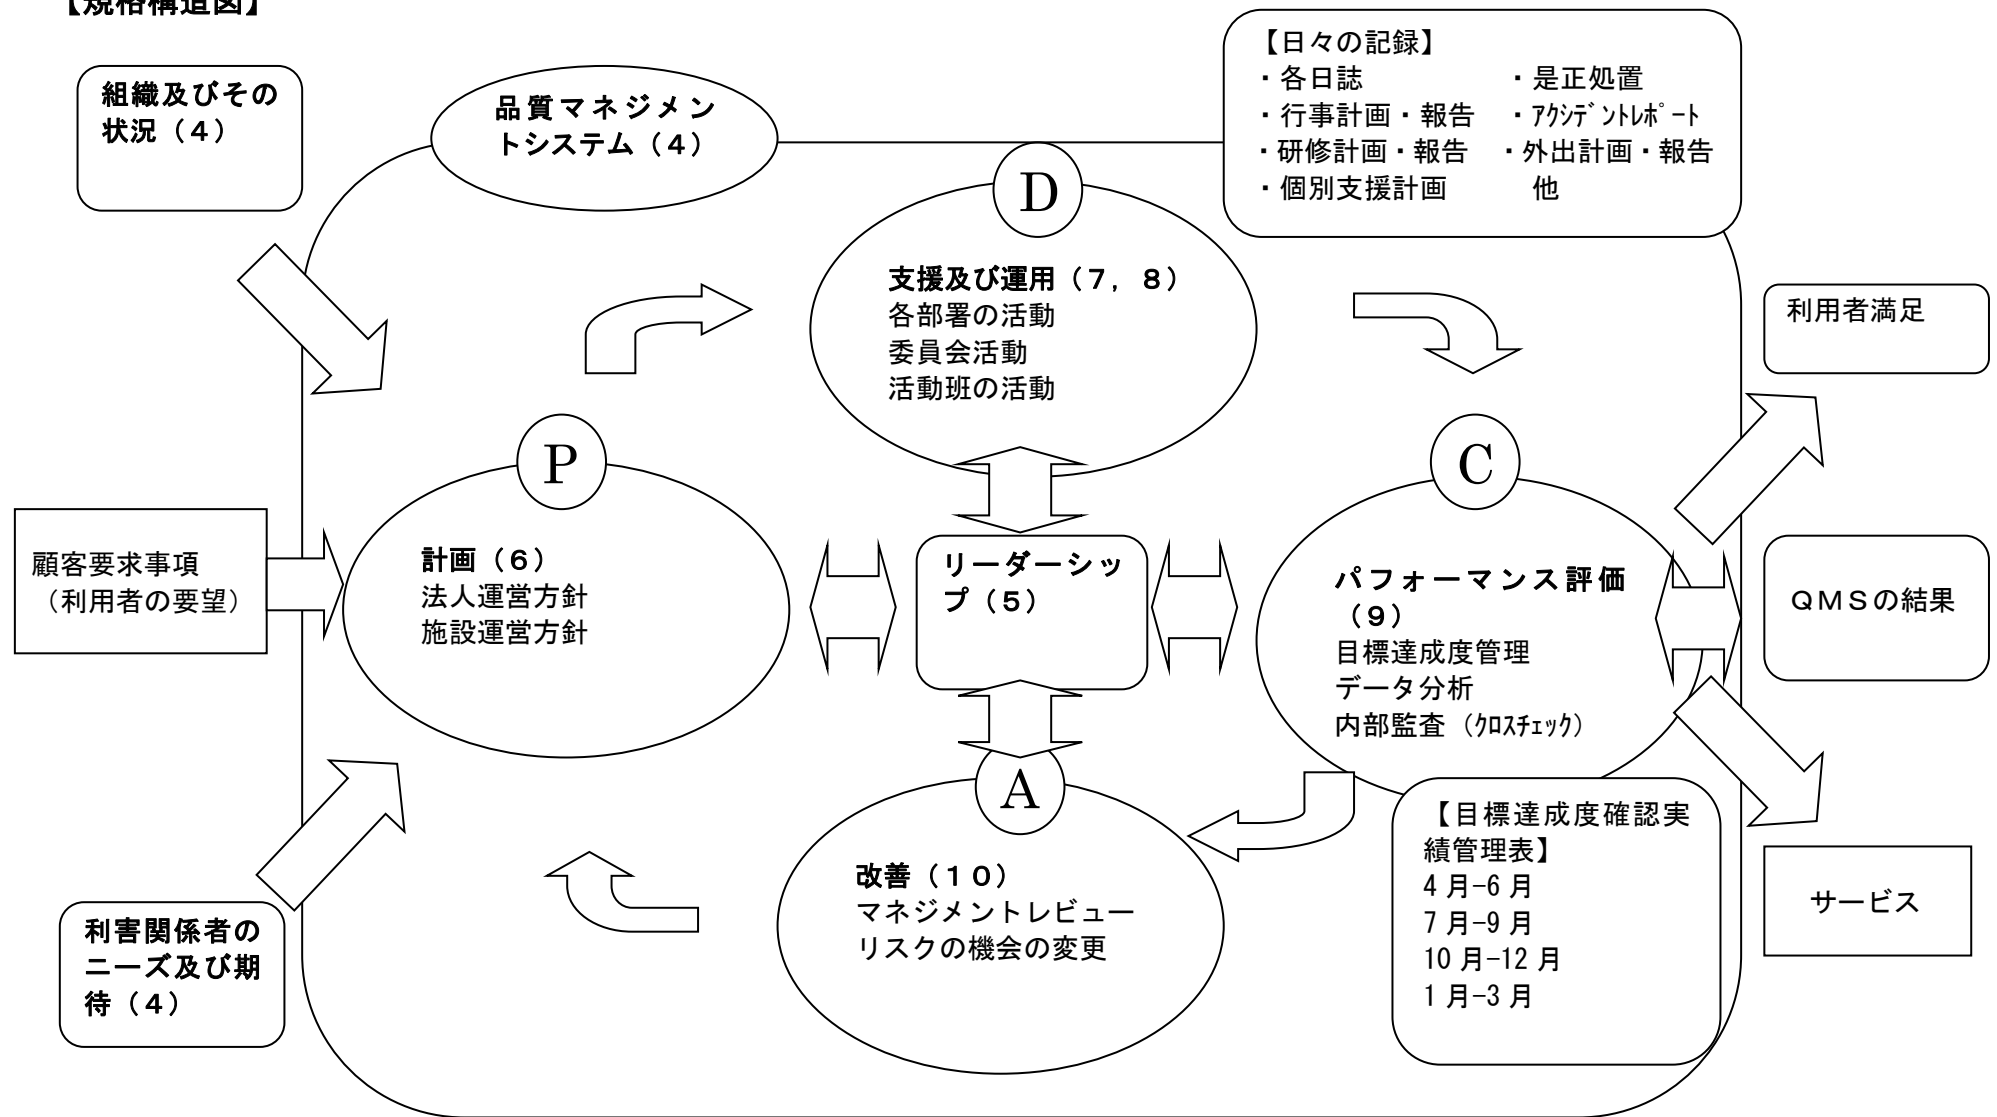 【規格構造図】
組織及びその
状況（４）
品質マネジメン
トシステム（４）
【日々の記録】
・各日誌　・是正処置
・行事計画・報告　・ｱｸｼﾃﾞﾝﾄﾚﾎﾟｰﾄ
・研修計画・報告　・外出計画・報告
・個別支援計画　他
D
支援及び運用（７，８）
各部署の活動
委員会活動
活動班の活動
利用者満足
P
計画（６）
法人運営方針
施設運営方針
顧客要求事項
（利用者の要望）
リーダーシッ
プ（５）
C
パフォーマンス評価
（９）
目標達成度管理
データ分析
内部監査（ｸﾛｽﾁｪｯｸ）
ＱＭＳの結果
A
改善（１０）
マネジメントレビュー
リスクの機会の変更
【目標達成度確認実
績管理表】
4月-6月
7月-9月
10月-12月
1月-3月
サービス
利害関係者の
ニーズ及び期
待（４）